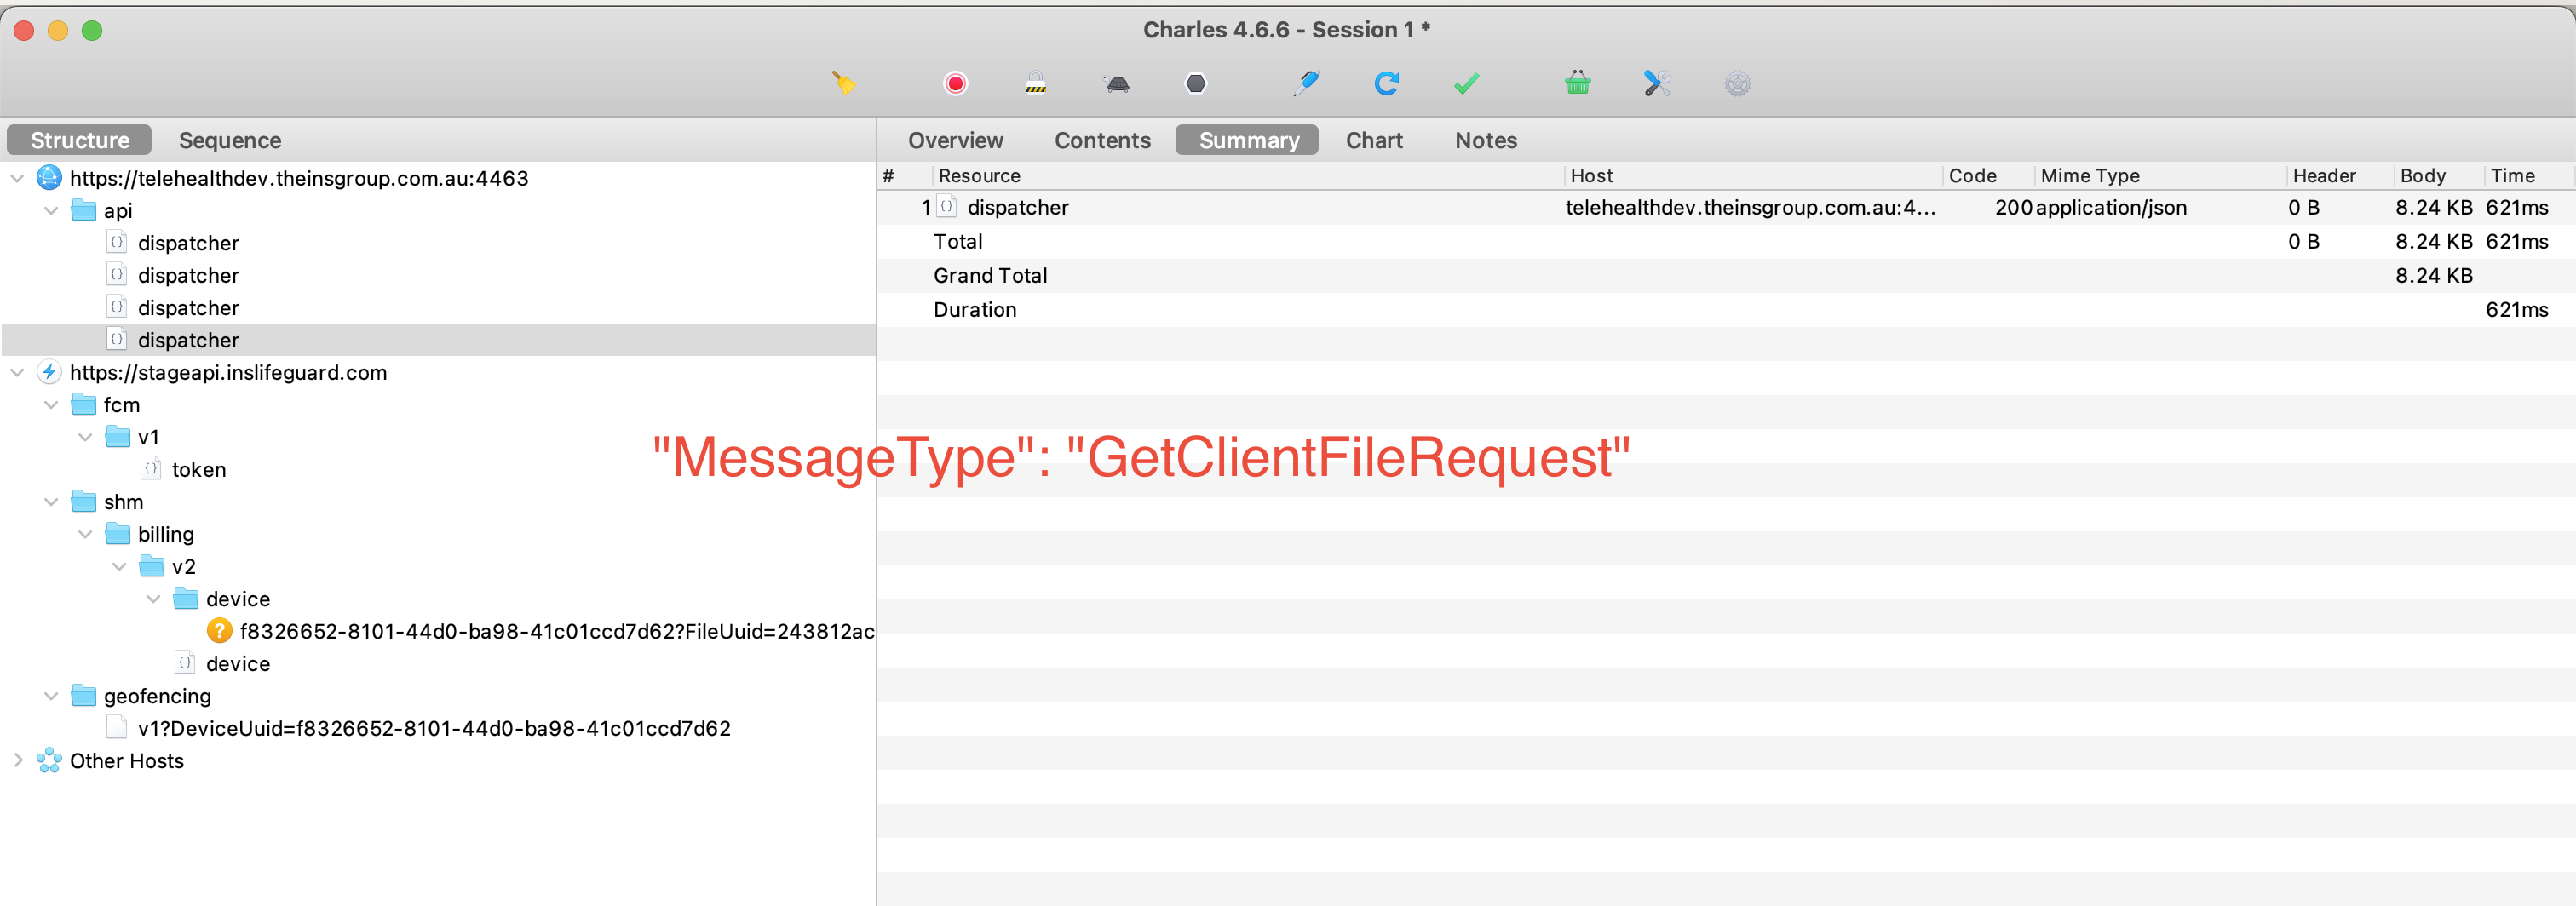 Charles 4.6.6 - Session 1 *
Structure Sequence
Overview Contents Summary Chart Notes
https://telehealthdev.theinsgroup.com.au:4463
api
dispatcher
dispatcher
dispatcher
dispatcher
https://stageapi.inslifeguard.com
fcm
v1
token
shm
billing
v2
device
f8326652-8101-44d0-ba98-41c01ccd7d62?FileUuid=243812ac
device
geofencing
v1?DeviceUuid=f8326652-8101-44d0-ba98-41c01ccd7d62
Other Hosts
# Resource Host Code Mime Type Header Body Time
1 {} dispatcher telehealthdev.theinsgroup.com.au:4... 200 application/json 0 B 8.24 KB 621ms
Total 0 B 8.24 KB 621ms
Grand Total 8.24 KB
Duration 621ms
"MessageType": "GetClientFileRequest"